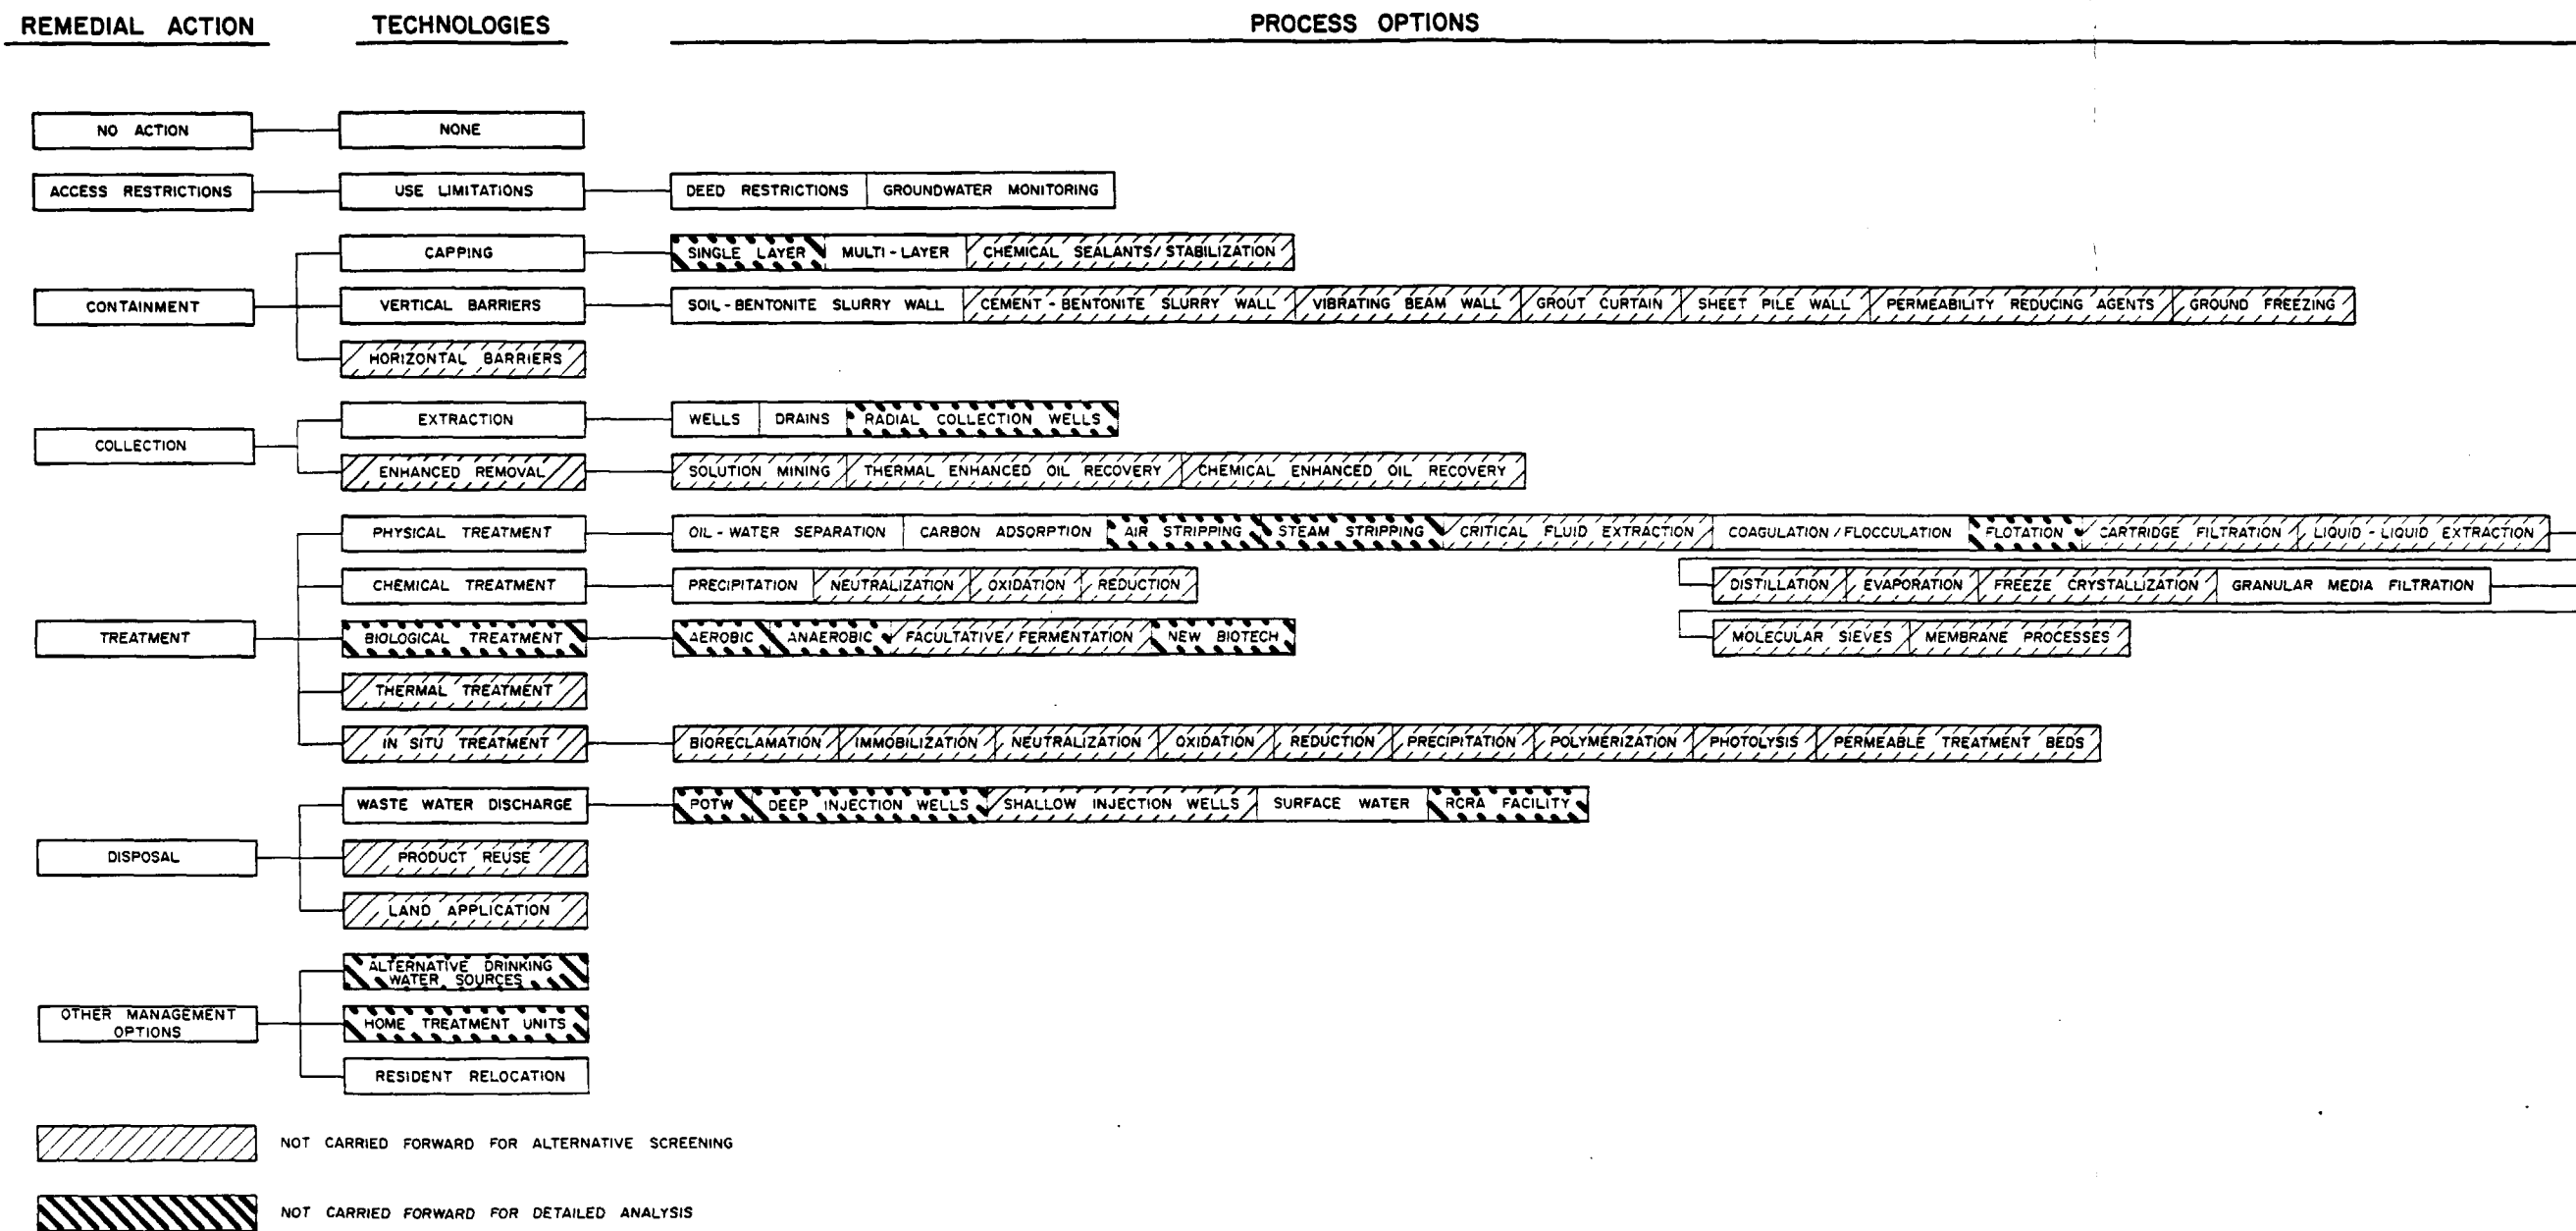 REMEDIAL ACTION TECHNOLOGIES PROCESS OPTIONS
NO ACTION NONE
ACCESS RESTRICTIONS USE LIMITATIONS DEED RESTRICTIONS GROUNDWATER MONITORING
CAPPING SINGLE LAYER MULTI-LAYER CHEMICAL SEALANTS/STABILIZATION
CONTAINMENT VERTICAL BARRIERS SOIL-BENTONITE SLURRY WALL CEMENT-BENTONITE SLURRY WALL VIBRATING BEAM WALL GROUT CURTAIN SHEET PILE WALL PERMEABILITY REDUCING AGENTS GROUND FREEZING
HORIZONTAL BARRIERS
EXTRACTION WELLS DRAINS RADIAL COLLECTION WELLS
COLLECTION
ENHANCED REMOVAL SOLUTION MINING THERMAL ENHANCED OIL RECOVERY CHEMICAL ENHANCED OIL RECOVERY
PHYSICAL TREATMENT OIL-WATER SEPARATION CARBON ADSORPTION AIR STRIPPING STEAM STRIPPING CRITICAL FLUID EXTRACTION COAGULATION/FLOCCULATION FLOTATION CARTRIDGE FILTRATION LIQUID-LIQUID EXTRACTION
CHEMICAL TREATMENT PRECIPITATION NEUTRALIZATION OXIDATION REDUCTION DISTILLATION EVAPORATION FREEZE CRYSTALLIZATION GRANULAR MEDIA FILTRATION
TREATMENT BIOLOGICAL TREATMENT AEROBIC ANAEROBIC FACULTATIVE/FERMENTATION NEW BIOTECH MOLECULAR SIEVES MEMBRANE PROCESSES
THERMAL TREATMENT
IN SITU TREATMENT BIORECLAMATION IMMOBILIZATION NEUTRALIZATION OXIDATION REDUCTION PRECIPITATION POLYMERIZATION PHOTOLYSIS PERMEABLE TREATMENT BEDS
WASTE WATER DISCHARGE POTW DEEP INJECTION WELLS SHALLOW INJECTION WELLS SURFACE WATER RCRA FACILITY
DISPOSAL PRODUCT REUSE
LAND APPLICATION
ALTERNATIVE DRINKING
WATER SOURCES
OTHER MANAGEMENT
OPTIONS
HOME TREATMENT UNITS
RESIDENT RELOCATION
NOT CARRIED FORWARD FOR ALTERNATIVE SCREENING
NOT CARRIED FORWARD FOR DETAILED ANALYSIS